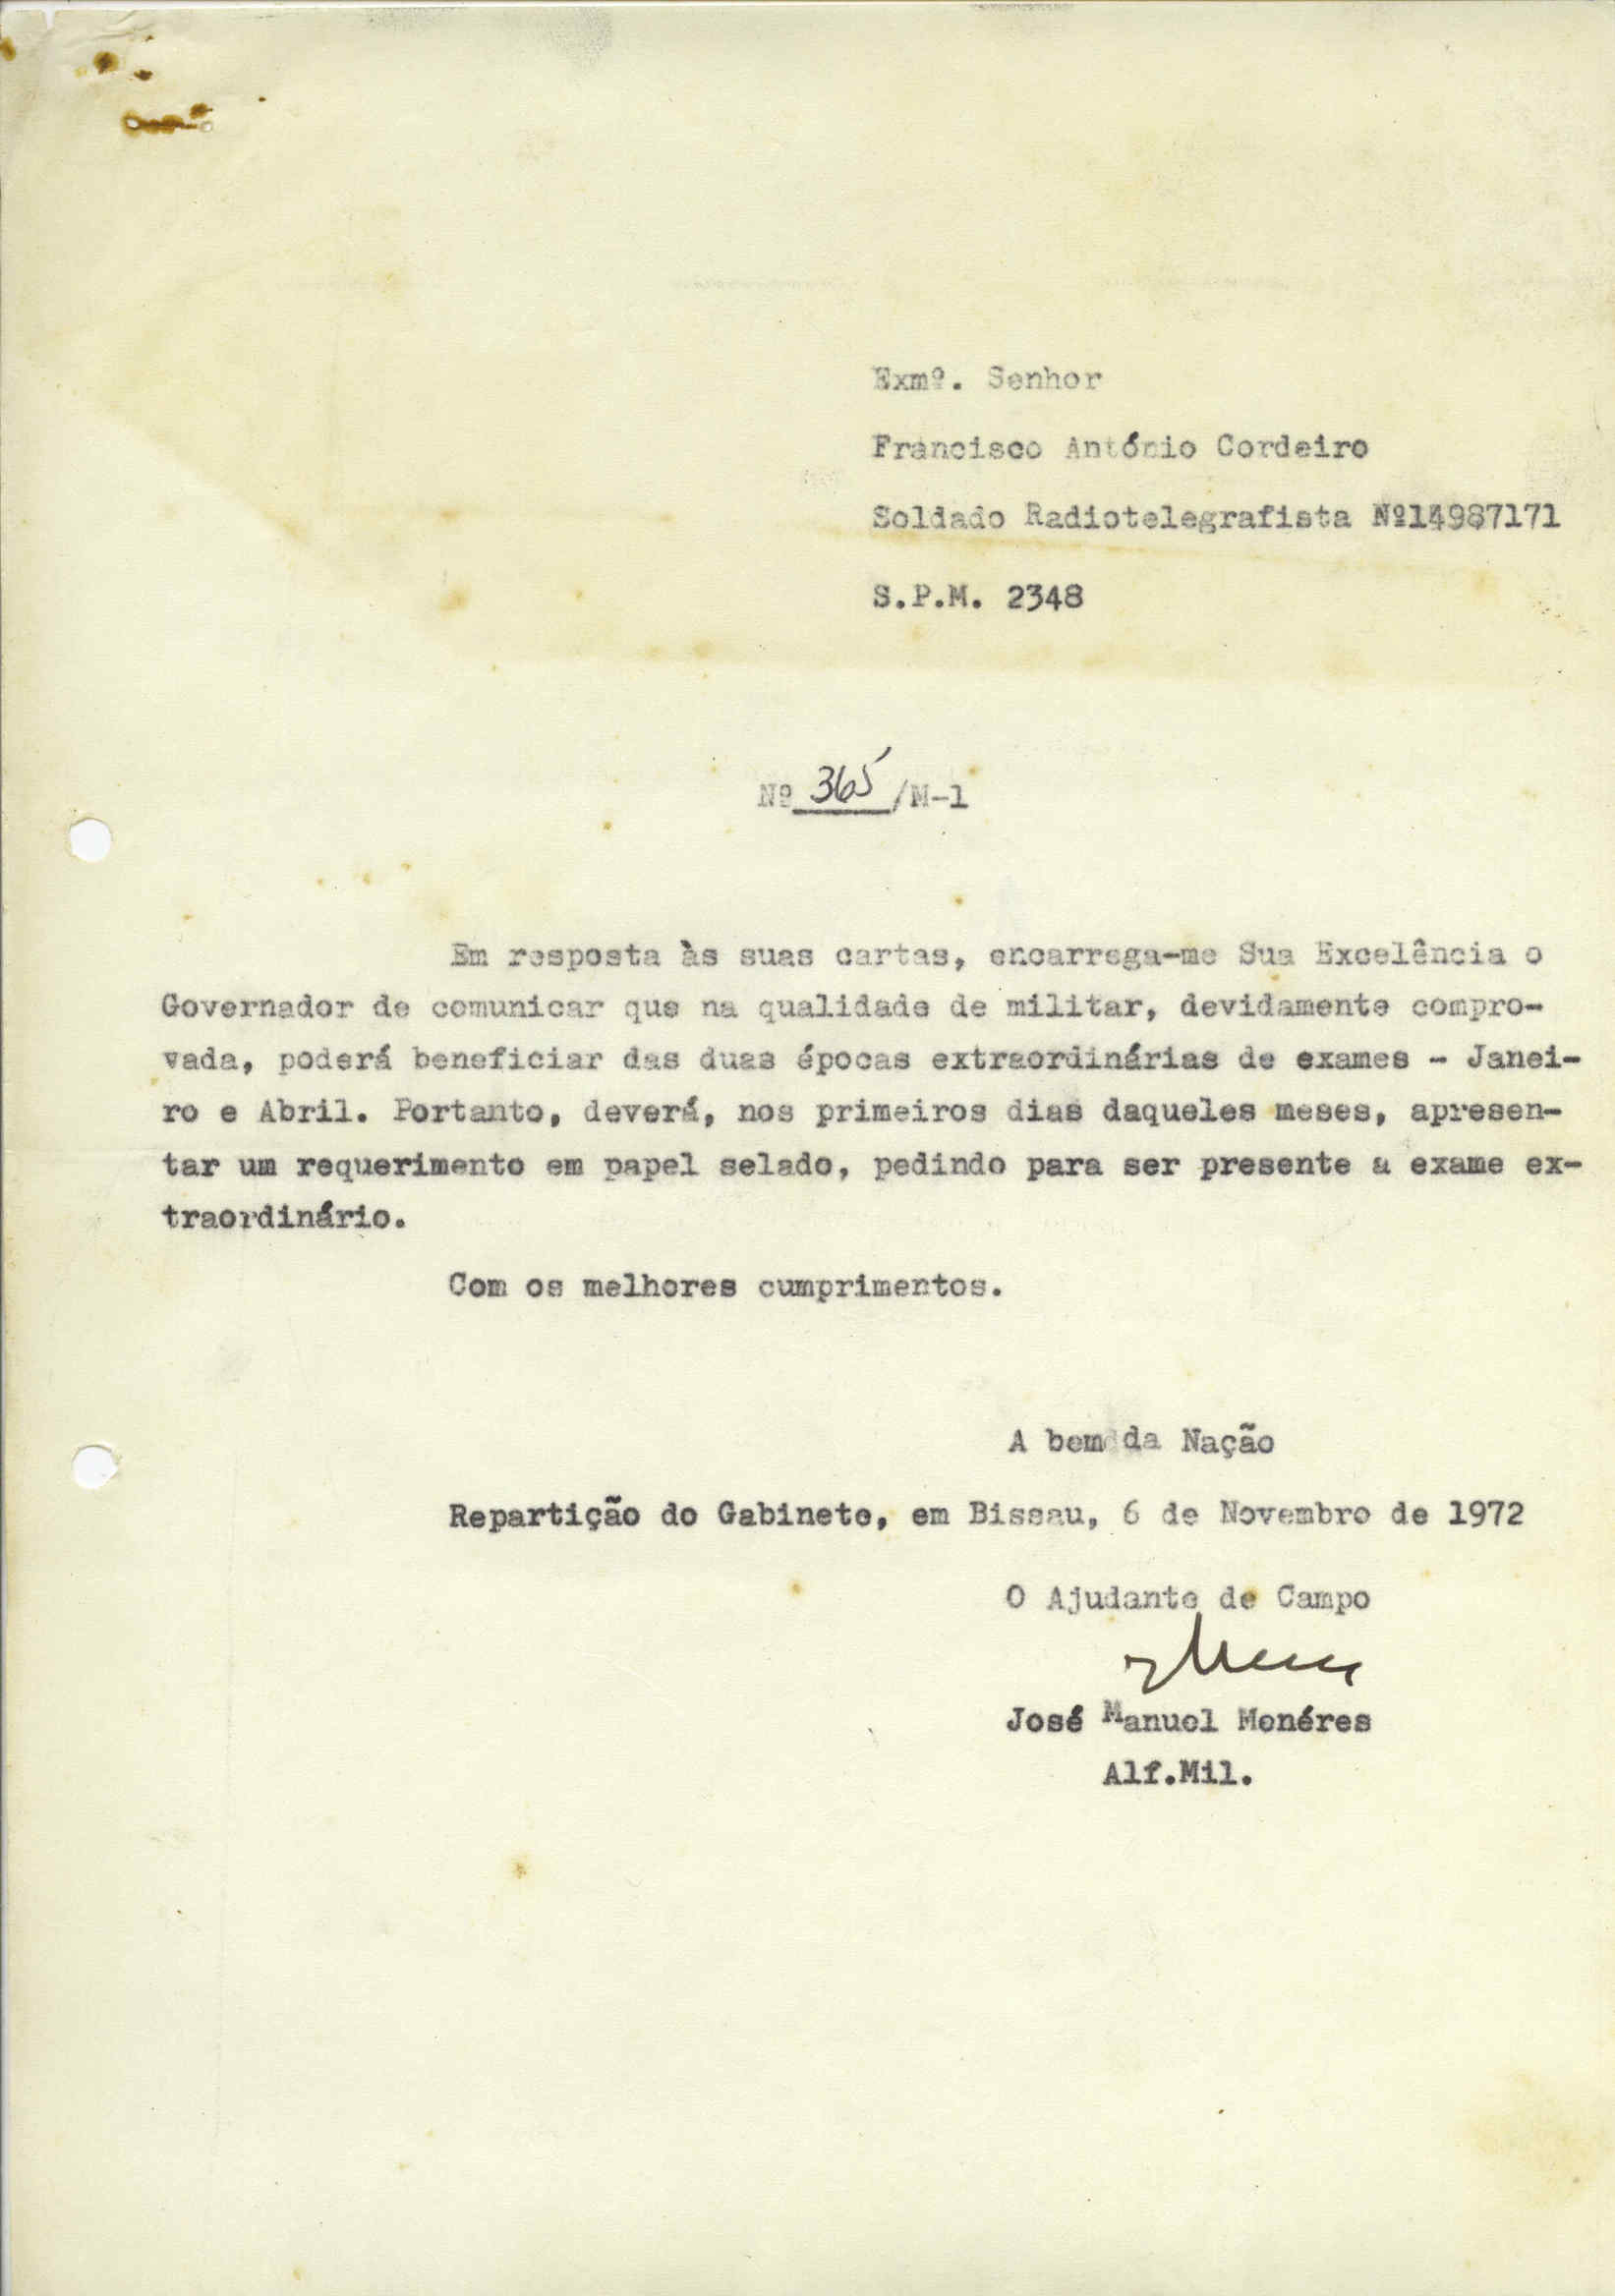 Exmº. Senhor
Francisco António Cordeiro
Soldado Radiotelegrafista Nº14987171
S.P.M. 2348
Nº 365/M-1
Em resposta às suas cartas, encarrega-me Sua Excelência o
Governador de comunicar que na qualidade de militar, devidamente compro-
vada, poderá beneficiar das duas épocas extraordinárias de exames - Janei-
ro e Abril. Portanto, deverá, nos primeiros dias daqueles meses, apresen-
tar um requerimento em papel selado, pedindo para ser presente a exame ex-
traordinário.
Com os melhores cumprimentos.
A bem da Nação
Repartição do Gabinete, em Bissau, 6 de Novembro de 1972
O Ajudante de Campo
José Manuel Menéres
Alf.Mil.